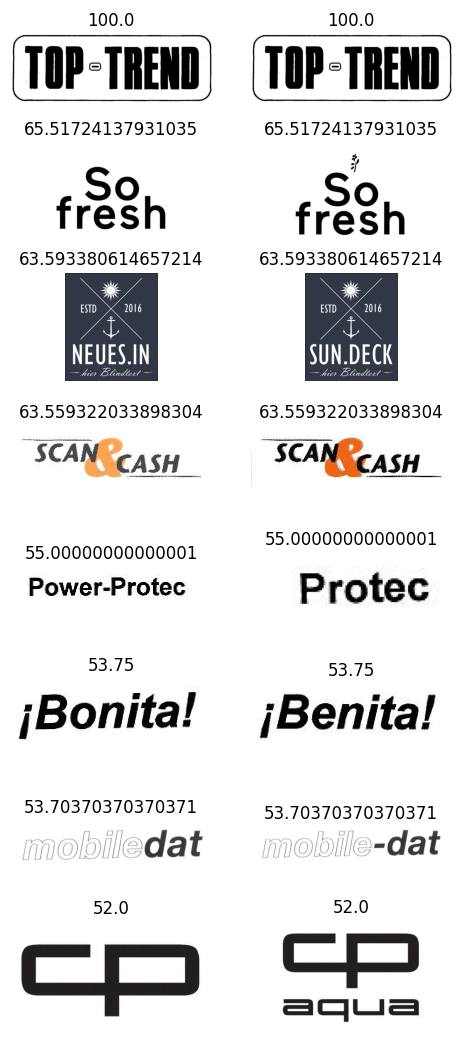 100.0 100.0
TOP-TREND TOP-TREND
65.51724137931035 65.51724137931035
So So
fresh fresh
63.593380614657214 63.593380614657214
ESTD 2016 ESTD 2016
NEUES.IN SUN.DECK
hier Blindtext hier Blindtext
63.559322033898304 63.559322033898304
SCAN&CASH SCAN&CASH
55.00000000000001 55.00000000000001
Power-Protec Protec
53.75 53.75
¡Bonita! ¡Benita!
53.70370370370371 53.70370370370371
mobiledat mobile-dat
52.0 52.0
cp cp
aqua